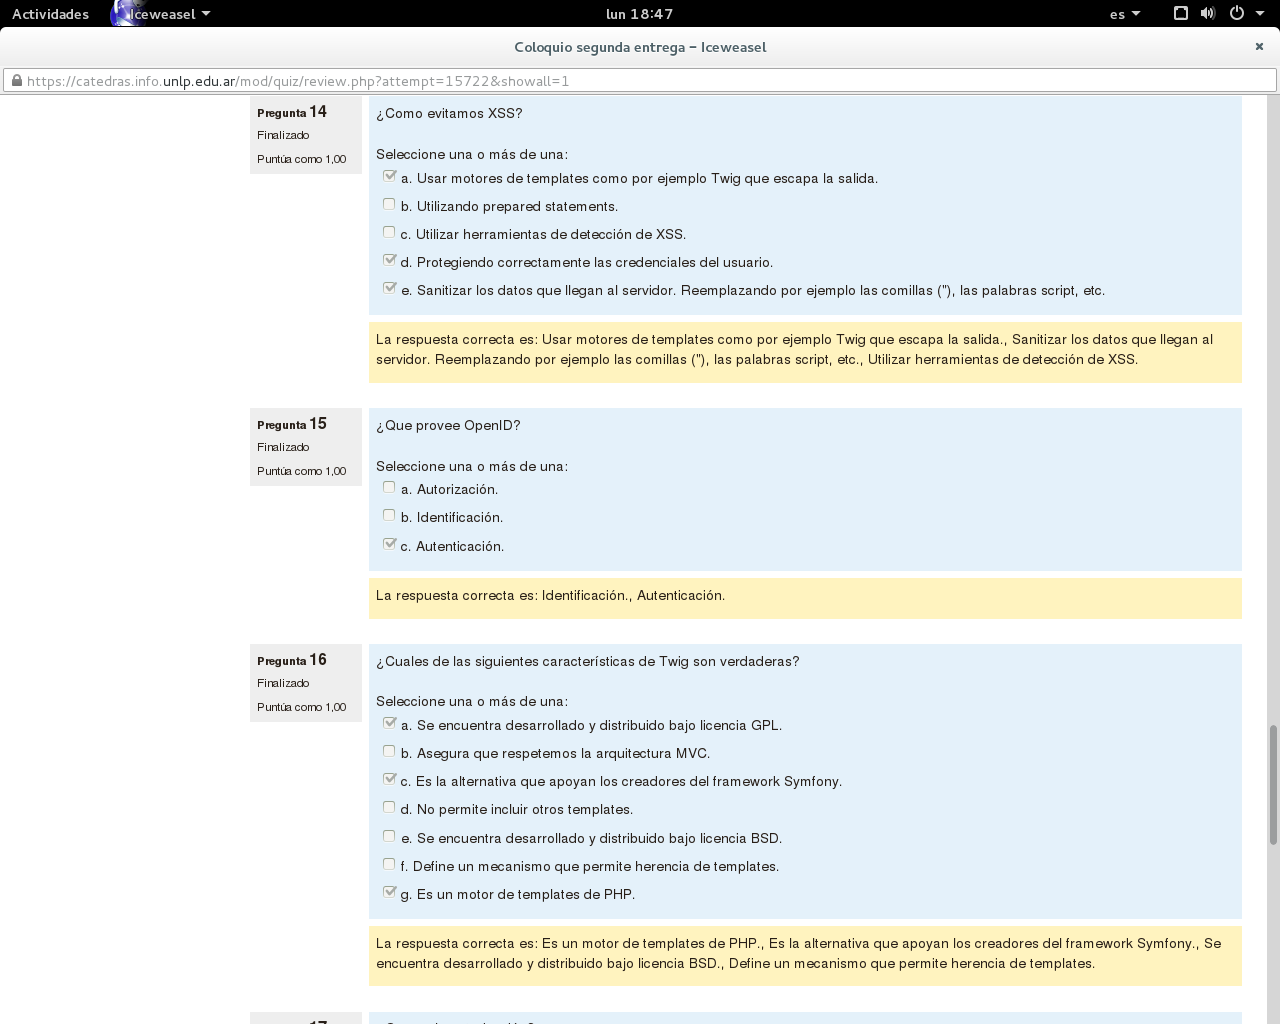 Actividades Iceweasel lun 18:47 es
Coloquio segunda entrega – Iceweasel
https://catedras.info.unlp.edu.ar/mod/quiz/review.php?attempt=15722&showall=1
Pregunta 14
Finalizado
Puntúa como 1,00
¿Como evitamos XSS?
Seleccione una o más de una:
a. Usar motores de templates como por ejemplo Twig que escapa la salida.
b. Utilizando prepared statements.
c. Utilizar herramientas de detección de XSS.
d. Protegiendo correctamente las credenciales del usuario.
e. Sanitizar los datos que llegan al servidor. Reemplazando por ejemplo las comillas ("), las palabras script, etc.
La respuesta correcta es: Usar motores de templates como por ejemplo Twig que escapa la salida., Sanitizar los datos que llegan al
servidor. Reemplazando por ejemplo las comillas ("), las palabras script, etc., Utilizar herramientas de detección de XSS.
Pregunta 15
Finalizado
Puntúa como 1,00
¿Que provee OpenID?
Seleccione una o más de una:
a. Autorización.
b. Identificación.
c. Autenticación.
La respuesta correcta es: Identificación., Autenticación.
Pregunta 16
Finalizado
Puntúa como 1,00
¿Cuales de las siguientes características de Twig son verdaderas?
Seleccione una o más de una:
a. Se encuentra desarrollado y distribuido bajo licencia GPL.
b. Asegura que respetemos la arquitectura MVC.
c. Es la alternativa que apoyan los creadores del framework Symfony.
d. No permite incluir otros templates.
e. Se encuentra desarrollado y distribuido bajo licencia BSD.
f. Define un mecanismo que permite herencia de templates.
g. Es un motor de templates de PHP.
La respuesta correcta es: Es un motor de templates de PHP., Es la alternativa que apoyan los creadores del framework Symfony., Se
encuentra desarrollado y distribuido bajo licencia BSD., Define un mecanismo que permite herencia de templates.